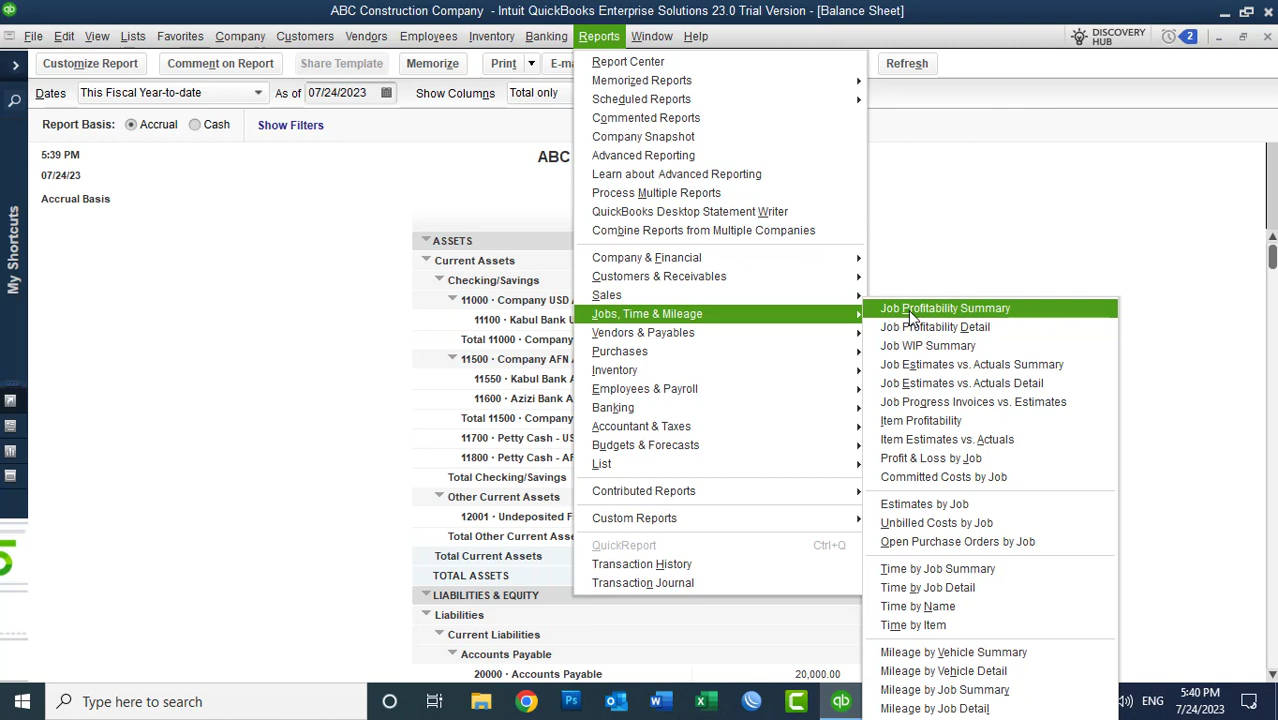 ABC Construction Company - Intuit QuickBooks Enterprise Solutions 23.0 Trial Version - [Balance Sheet]
File Edit View Lists Favorites Company Customers Vendors Employees Inventory Banking Reports Window Help DISCOVERY HUB 2
Customize Report Comment on Report Share Template Memorize Print E-ma Refresh
Dates This Fiscal Year-to-date As of 07/24/2023 Show Columns Total only
Report Basis: Accrual Cash Show Filters
5:39 PM
07/24/23
Accrual Basis
ABC
My Shortcuts
ASSETS
Current Assets
Checking/Savings
11000 · Company USD A
11100 · Kabul Bank U
Total 11000 · Company
11500 · Company AFN A
11550 · Kabul Bank A
11600 · Azizi Bank A
Total 11500 · Company
11700 · Petty Cash - US
11800 · Petty Cash - AF
Total Checking/Savings
Other Current Assets
12001 · Undeposited F
Total Other Current Asset
Total Current Assets
TOTAL ASSETS
LIABILITIES & EQUITY
Liabilities
Current Liabilities
Accounts Payable
20000 · Accounts Payable 20,000.00
Report Center
Memorized Reports
Scheduled Reports
Commented Reports
Company Snapshot
Advanced Reporting
Learn about Advanced Reporting
Process Multiple Reports
QuickBooks Desktop Statement Writer
Combine Reports from Multiple Companies
Company & Financial
Customers & Receivables
Sales
Jobs, Time & Mileage
Vendors & Payables
Purchases
Inventory
Employees & Payroll
Banking
Accountant & Taxes
Budgets & Forecasts
List
Contributed Reports
Custom Reports
QuickReport Ctrl+Q
Transaction History
Transaction Journal
Job Profitability Summary
Job Profitability Detail
Job WIP Summary
Job Estimates vs. Actuals Summary
Job Estimates vs. Actuals Detail
Job Progress Invoices vs. Estimates
Item Profitability
Item Estimates vs. Actuals
Profit & Loss by Job
Committed Costs by Job
Estimates by Job
Unbilled Costs by Job
Open Purchase Orders by Job
Time by Job Summary
Time by Job Detail
Time by Name
Time by Item
Mileage by Vehicle Summary
Mileage by Vehicle Detail
Mileage by Job Summary
Mileage by Job Detail
Type here to search
ENG
5:40 PM
7/24/2023